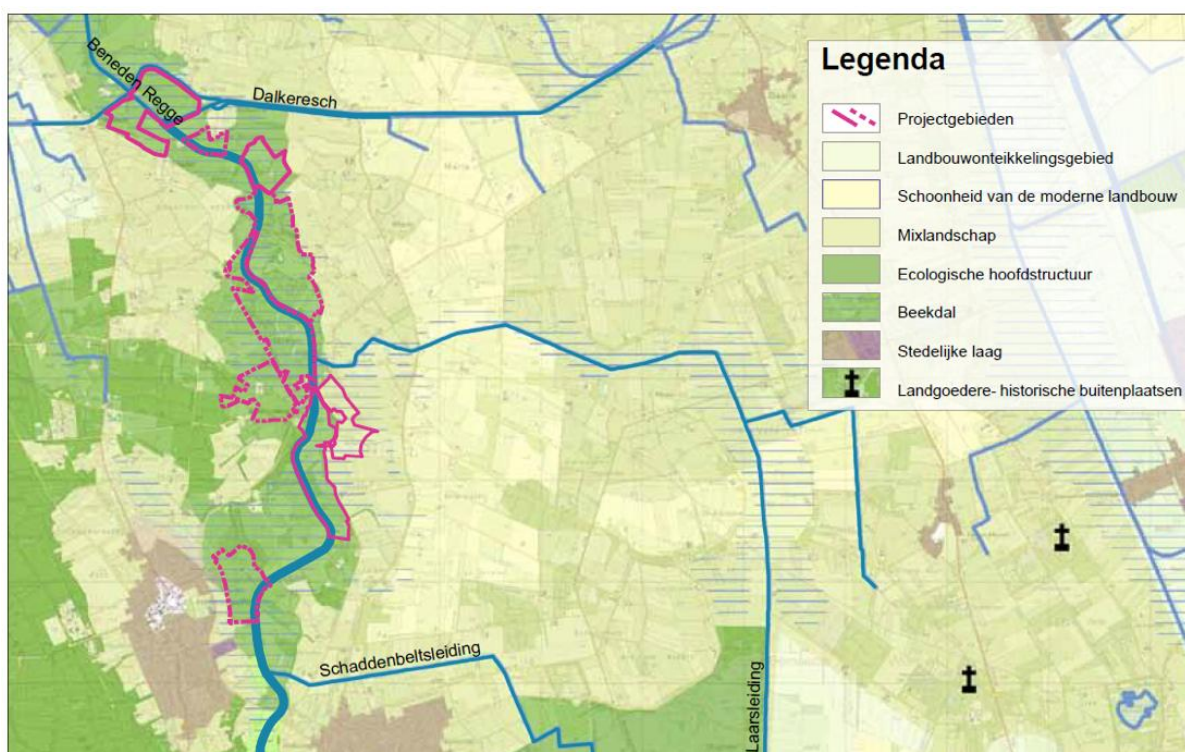 Beneden Regge
Dalkeresch
Legenda
Projectgebieden
Landbouwonteikkelingsgebied
Schoonheid van de moderne landbouw
Mixlandschap
Ecologische hoofdstructuur
Beekdal
Stedelijke laag
Landgoedere- historische buitenplaatsen
Schaddenbeltsleiding
Laarsleiding